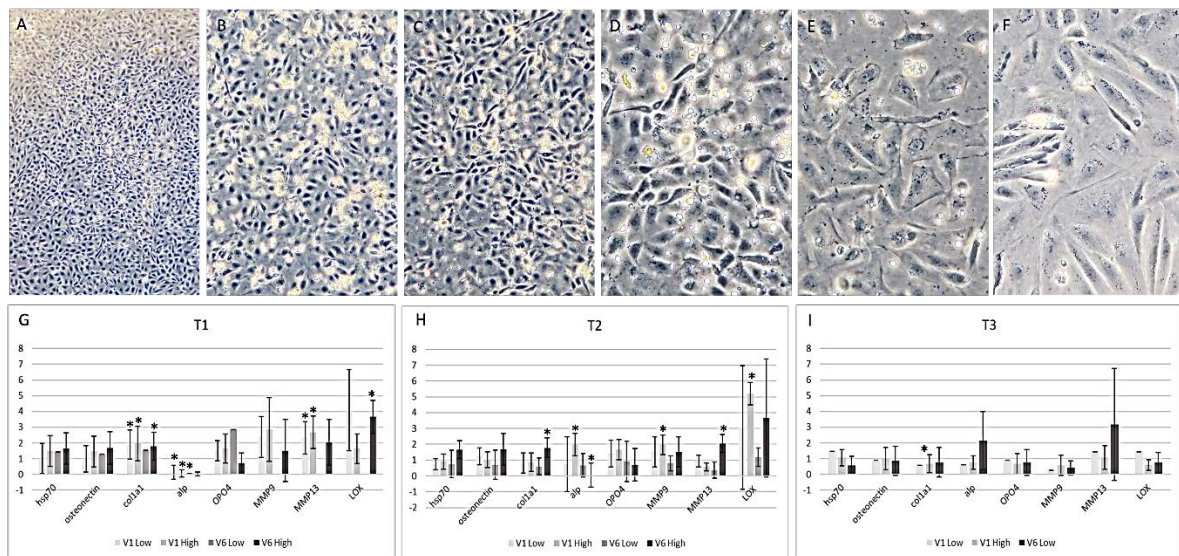 A B C D E F
G T1
8
7
6
5
4
3
2
1
0
-1
hsp70 osteonectin col1a1 alp OPO4 MMP9 MMP13 LOX
* * * * * * * * * *
V1 Low V1 High V6 Low V6 High
H T2
8
7
6
5
4
3
2
1
0
-1
-2
hsp70 osteonectin col1a1 alp OPO4 MMP9 MMP13 LOX
* * * * * *
V1 Low V1 High V6 Low V6 High
I T3
8
7
6
5
4
3
2
1
0
-1
hsp70 osteonectin col1a1 alp OPO4 MMP9 MMP13 LOX
*
V1 Low V1 High V6 Low